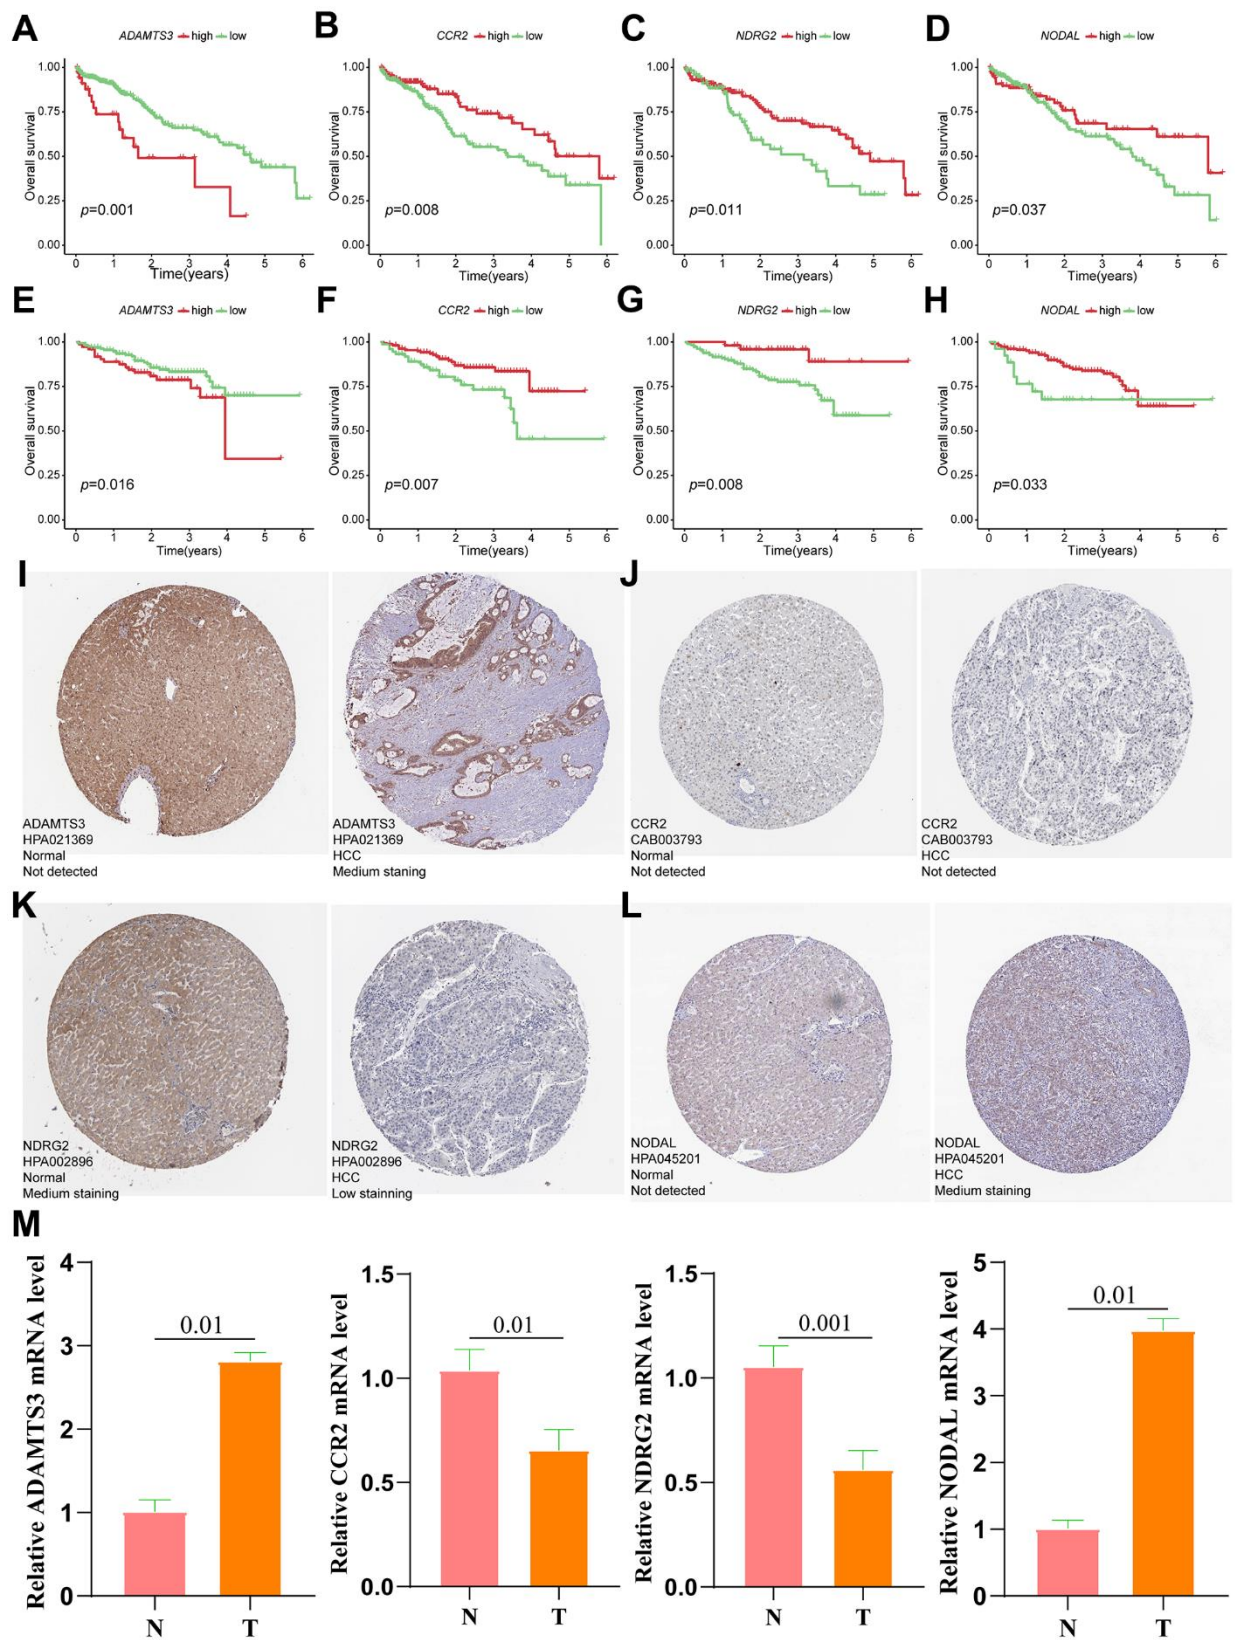 A
ADAMTS3 high low
1.00
0.75
0.50
0.25
0.00
Overall survival
p=0.001
0 1 2 3 4 5 6
Time(years)
B
CCR2 high low
1.00
0.75
0.50
0.25
0.00
Overall survival
p=0.008
0 1 2 3 4 5 6
Time(years)
C
NDRG2 high low
1.00
0.75
0.50
0.25
0.00
Overall survival
p=0.011
0 1 2 3 4 5 6
Time(years)
D
NODAL high low
1.00
0.75
0.50
0.25
0.00
Overall survival
p=0.037
0 1 2 3 4 5 6
Time(years)
E
ADAMTS3 high low
1.00
0.75
0.50
0.25
0.00
Overall survival
p=0.016
0 1 2 3 4 5 6
Time(years)
F
CCR2 high low
1.00
0.75
0.50
0.25
0.00
Overall survival
p=0.007
0 1 2 3 4 5 6
Time(years)
G
NDRG2 high low
1.00
0.75
0.50
0.25
0.00
Overall survival
p=0.008
0 1 2 3 4 5 6
Time(years)
H
NODAL high low
1.00
0.75
0.50
0.25
0.00
Overall survival
p=0.033
0 1 2 3 4 5 6
Time(years)
I
ADAMTS3
HPA021369
Normal
Not detected
ADAMTS3
HPA021369
HCC
Medium staning
J
CCR2
CAB003793
Normal
Not detected
CCR2
CAB003793
HCC
Not detected
K
NDRG2
HPA002896
Normal
Medium staining
NDRG2
HPA002896
HCC
Low stainning
L
NODAL
HPA045201
Normal
Not detected
NODAL
HPA045201
HCC
Medium staining
M
Relative ADAMTS3 mRNA level
4
3
2
1
0
0.01
N T
Relative CCR2 mRNA level
1.5
1.0
0.5
0.0
0.01
N T
Relative NDRG2 mRNA level
1.5
1.0
0.5
0.0
0.001
N T
Relative NODAL mRNA level
5
4
3
2
1
0
0.01
N T